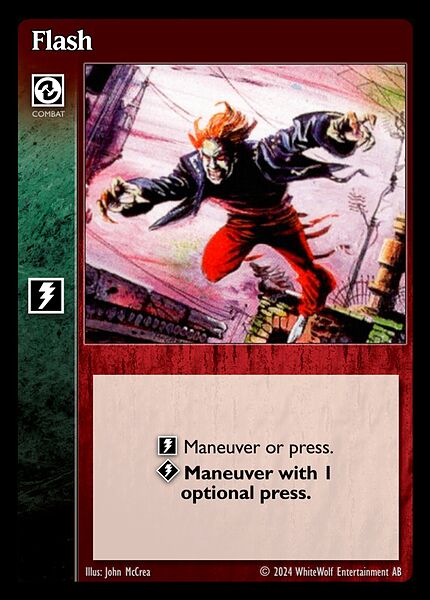 Flash
COMBAT
Maneuver or press.
Maneuver with 1
optional press.
Illus: John McCrea © 2024 WhiteWolf Entertainment AB